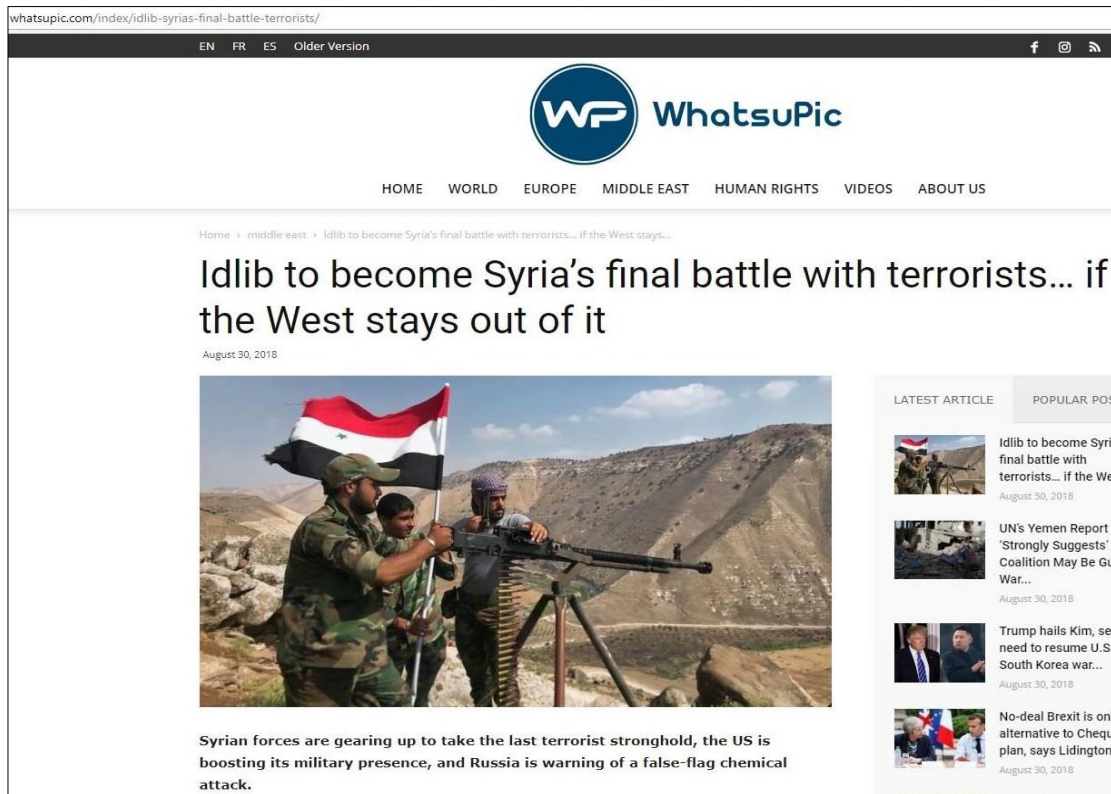 whatsupic.com/index/idlib-syrias-final-battle-terrorists/
EN FR ES Older Version
WP WhatsuPic
HOME WORLD EUROPE MIDDLE EAST HUMAN RIGHTS VIDEOS ABOUT US
Home › middle east › Idlib to become Syria's final battle with terrorists... if the West stays...
Idlib to become Syria's final battle with terrorists... if
the West stays out of it
August 30, 2018
Syrian forces are gearing up to take the last terrorist stronghold, the US is
boosting its military presence, and Russia is warning of a false-flag chemical
attack.
LATEST ARTICLE POPULAR POS
Idlib to become Syri
final battle with
terrorists... if the We
August 30, 2018
UN's Yemen Report
'Strongly Suggests'
Coalition May Be Gu
War...
August 30, 2018
Trump hails Kim, se
need to resume U.S
South Korea war...
August 30, 2018
No-deal Brexit is on
alternative to Chequ
plan, says Lidington
August 30, 2018